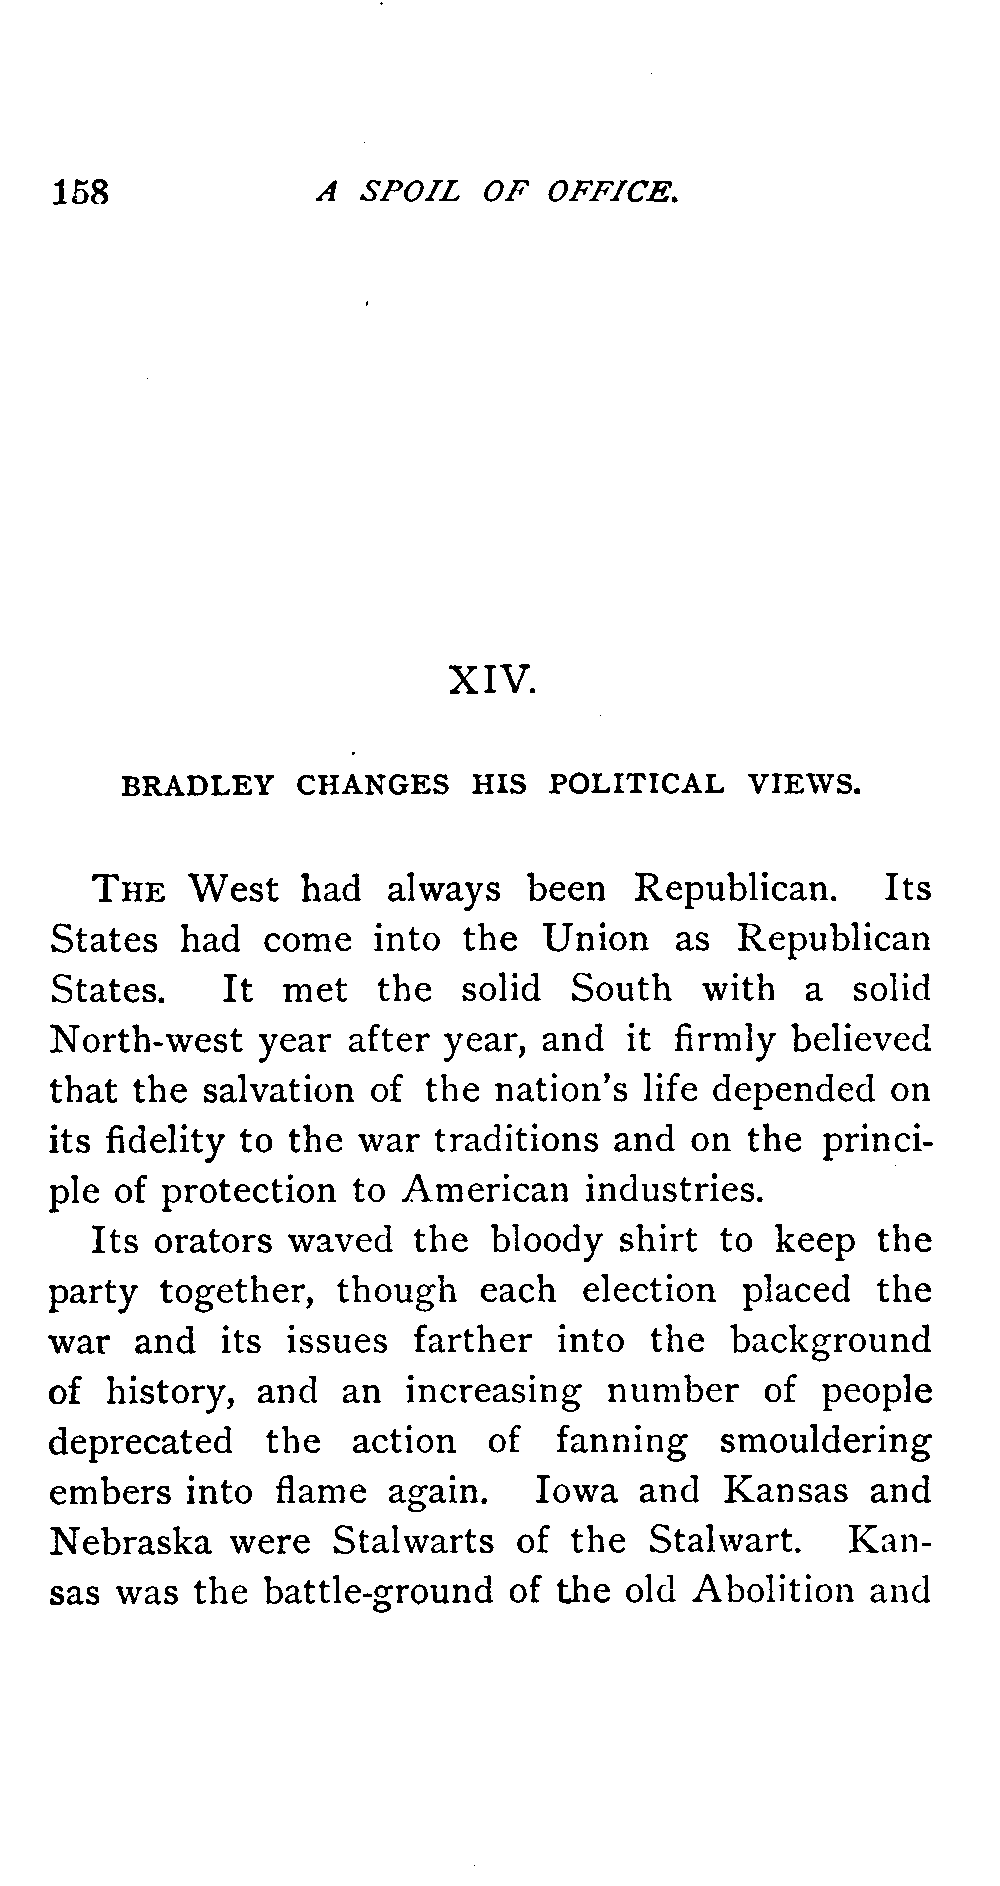 158 A SPOIL OF OFFICE.
XIV.
BRADLEY CHANGES HIS POLITICAL VIEWS.
THE West had always been Republican. Its
States had come into the Union as Republican
States. It met the solid South with a solid
North-west year after year, and it firmly believed
that the salvation of the nation's life depended on
its fidelity to the war traditions and on the princi-
ple of protection to American industries.
Its orators waved the bloody shirt to keep the
party together, though each election placed the
war and its issues farther into the background
of history, and an increasing number of people
deprecated the action of fanning smouldering
embers into flame again. Iowa and Kansas and
Nebraska were Stalwarts of the Stalwart. Kan-
sas was the battle-ground of the old Abolition and